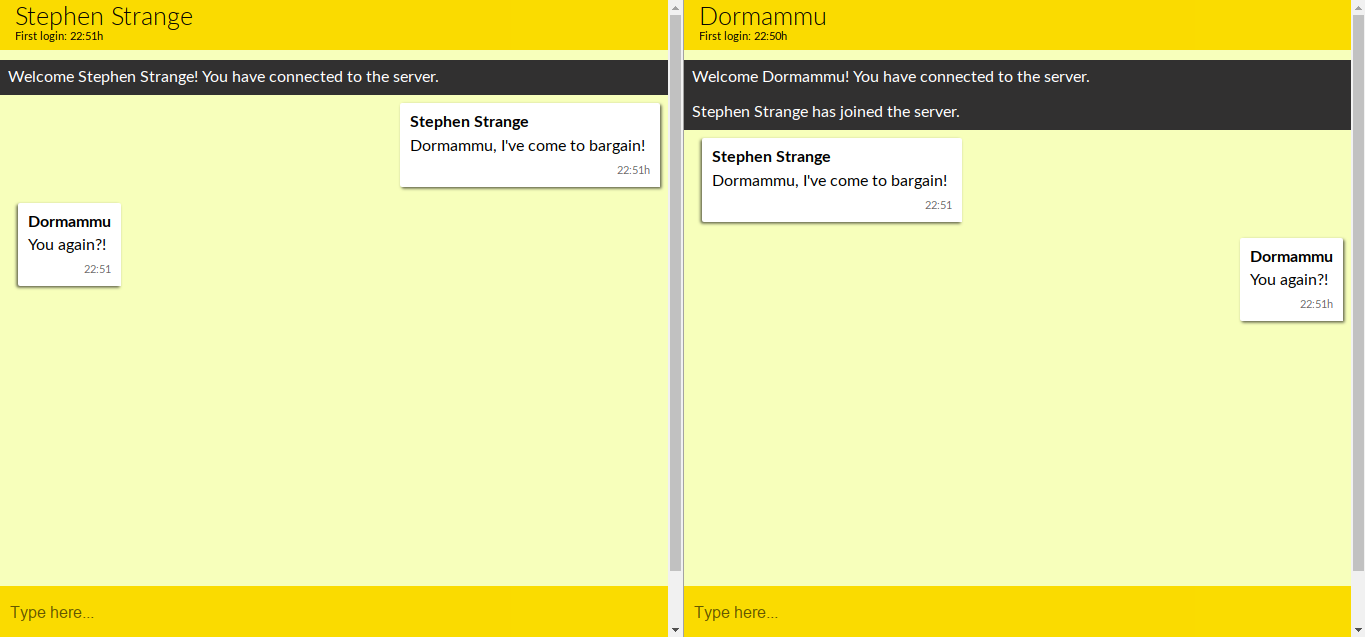 Stephen Strange
First login: 22:51h
Welcome Stephen Strange! You have connected to the server.
Stephen Strange
Dormammu, I've come to bargain!
22:51h
Dormammu
You again?!
22:51
Type here...
Dormammu
First login: 22:50h
Welcome Dormammu! You have connected to the server.
Stephen Strange has joined the server.
Stephen Strange
Dormammu, I've come to bargain!
22:51
Dormammu
You again?!
22:51h
Type here...